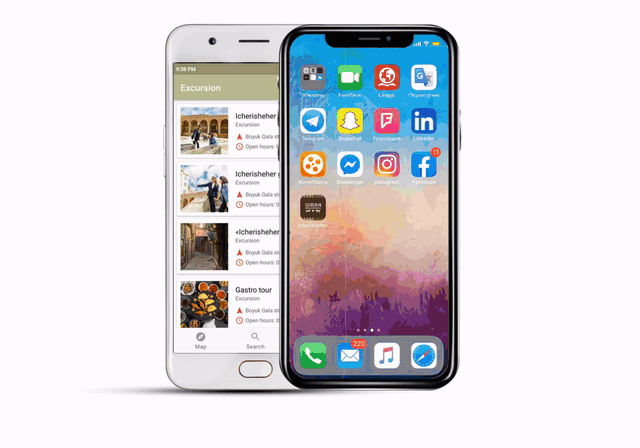 9:38 PM
Excursion
Icherisheher
Excursion
Boyuk Gala st
Open hours: 0
Icherisheher g
Excursion
Boyuk Gala st
Open hours: 0
«Icherisheher
Excursion
Boyuk Gala st
Open hours: 0
Gastro tour
Excursion
Boyuk Gala st
Open hours: 0
Map
Search
FaceTime
Telegram
Snapchat
Foursquare
LinkedIn
11
Messenger
Instagram
Facebook
220